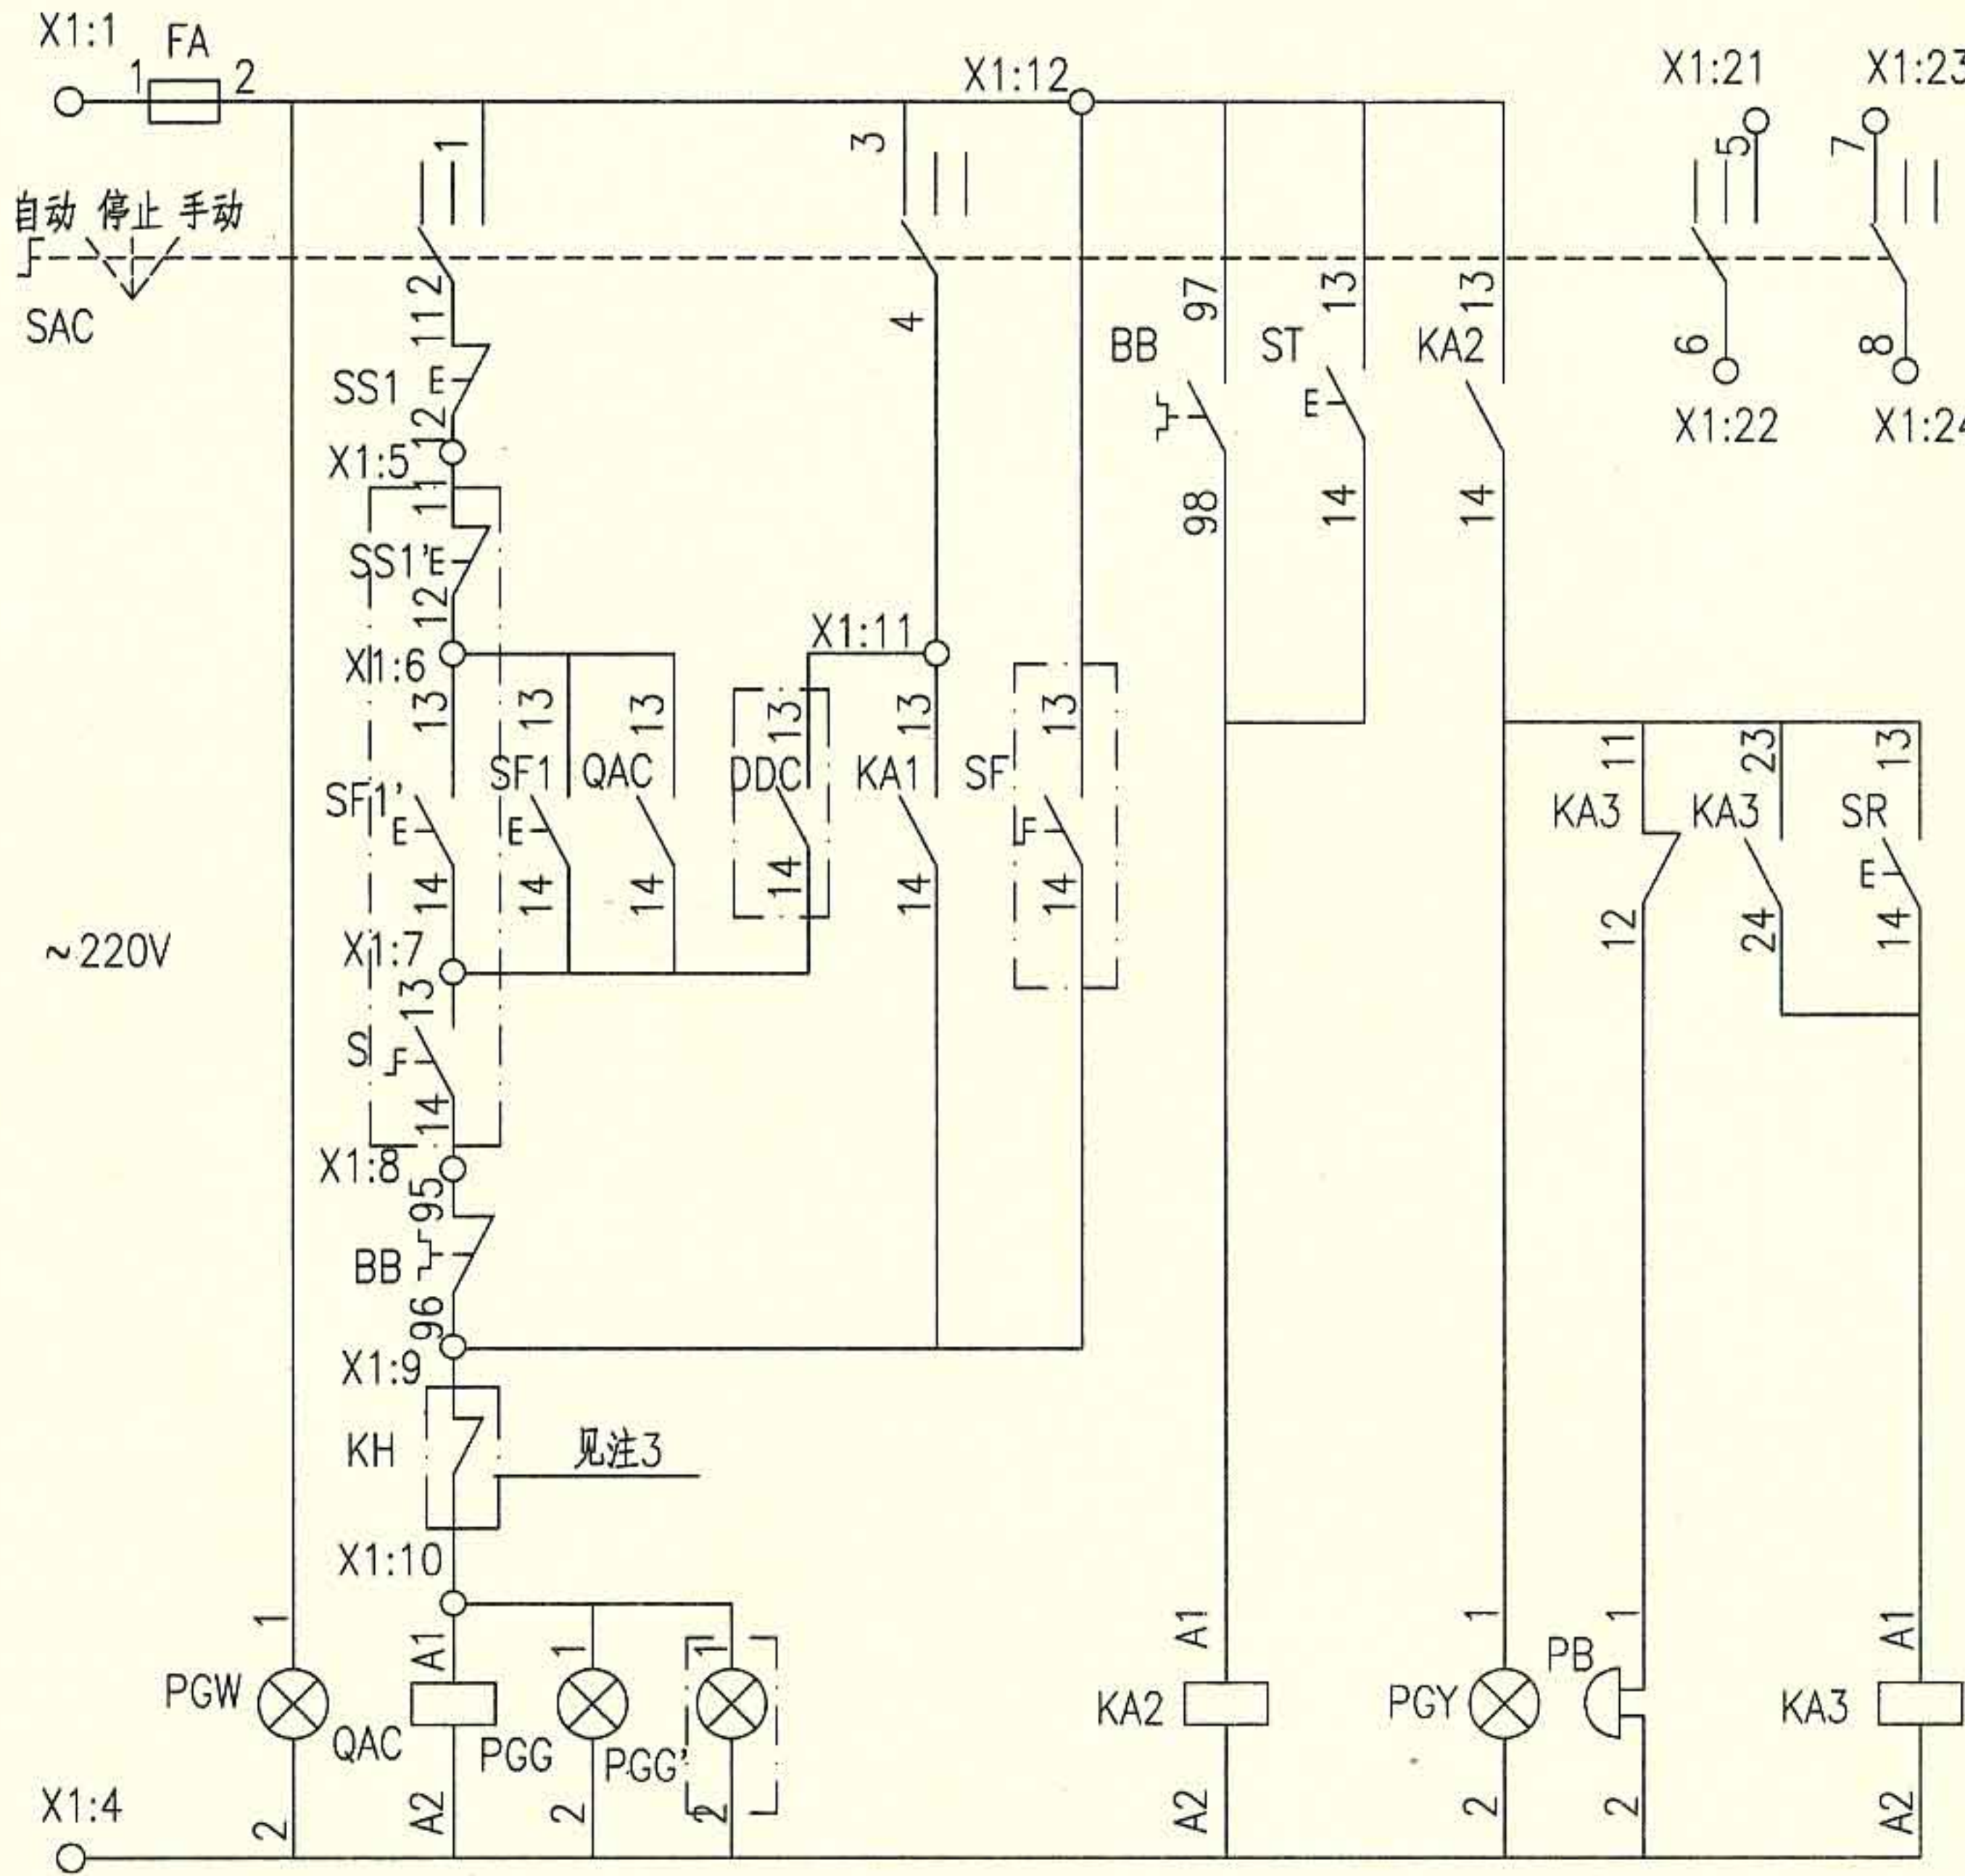 X1:1
FA
1
2
X1:12
X1:21
X1:23
1
3
5
7
自动 停止 手动
SAC
2
11
4
97
13
13
6
8
BB
ST
KA2
X1:22
X1:24
SS1
12
X1:5
11
98
14
14
SS1'
12
X1:11
X1:6
13
13
13
13
13
13
11
23
13
SF1'
SF1
QAC
DDC
KA1
SF
KA3
KA3
SR
14
14
14
14
14
14
12
24
14
~220V
X1:7
13
S
14
X1:8
95
BB
96
X1:9
KH
见注3
X1:10
1
A1
1
1
A1
1
1
A1
PGW
QAC
PGG
PGG'
KA2
PGY
PB
KA3
X1:4
2
A2
2
2
A2
2
2
A2